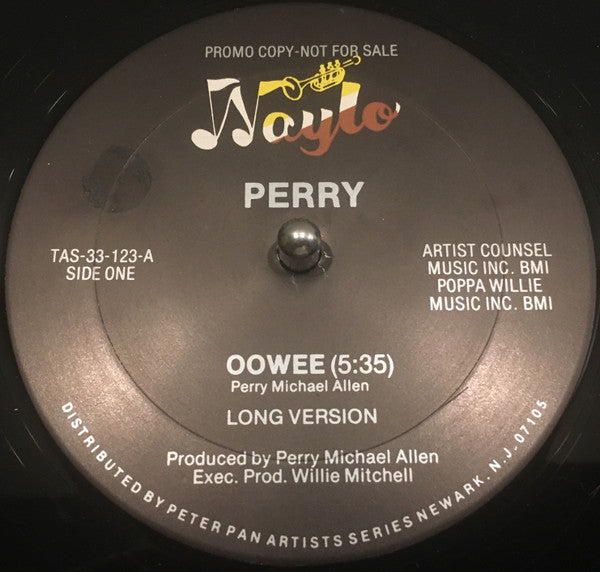 PROMO COPY-NOT FOR SALE
Waylo
PERRY
TAS-33-123-A
SIDE ONE
ARTIST COUNSEL
MUSIC INC. BMI
POPPA WILLIE
MUSIC INC. BMI
OOWEE (5:35)
Perry Michael Allen
LONG VERSION
Produced by Perry Michael Allen
Exec. Prod. Willie Mitchell
DISTRIBUTED BY PETER PAN ARTISTS SERIES NEWARK. N.J. 07105